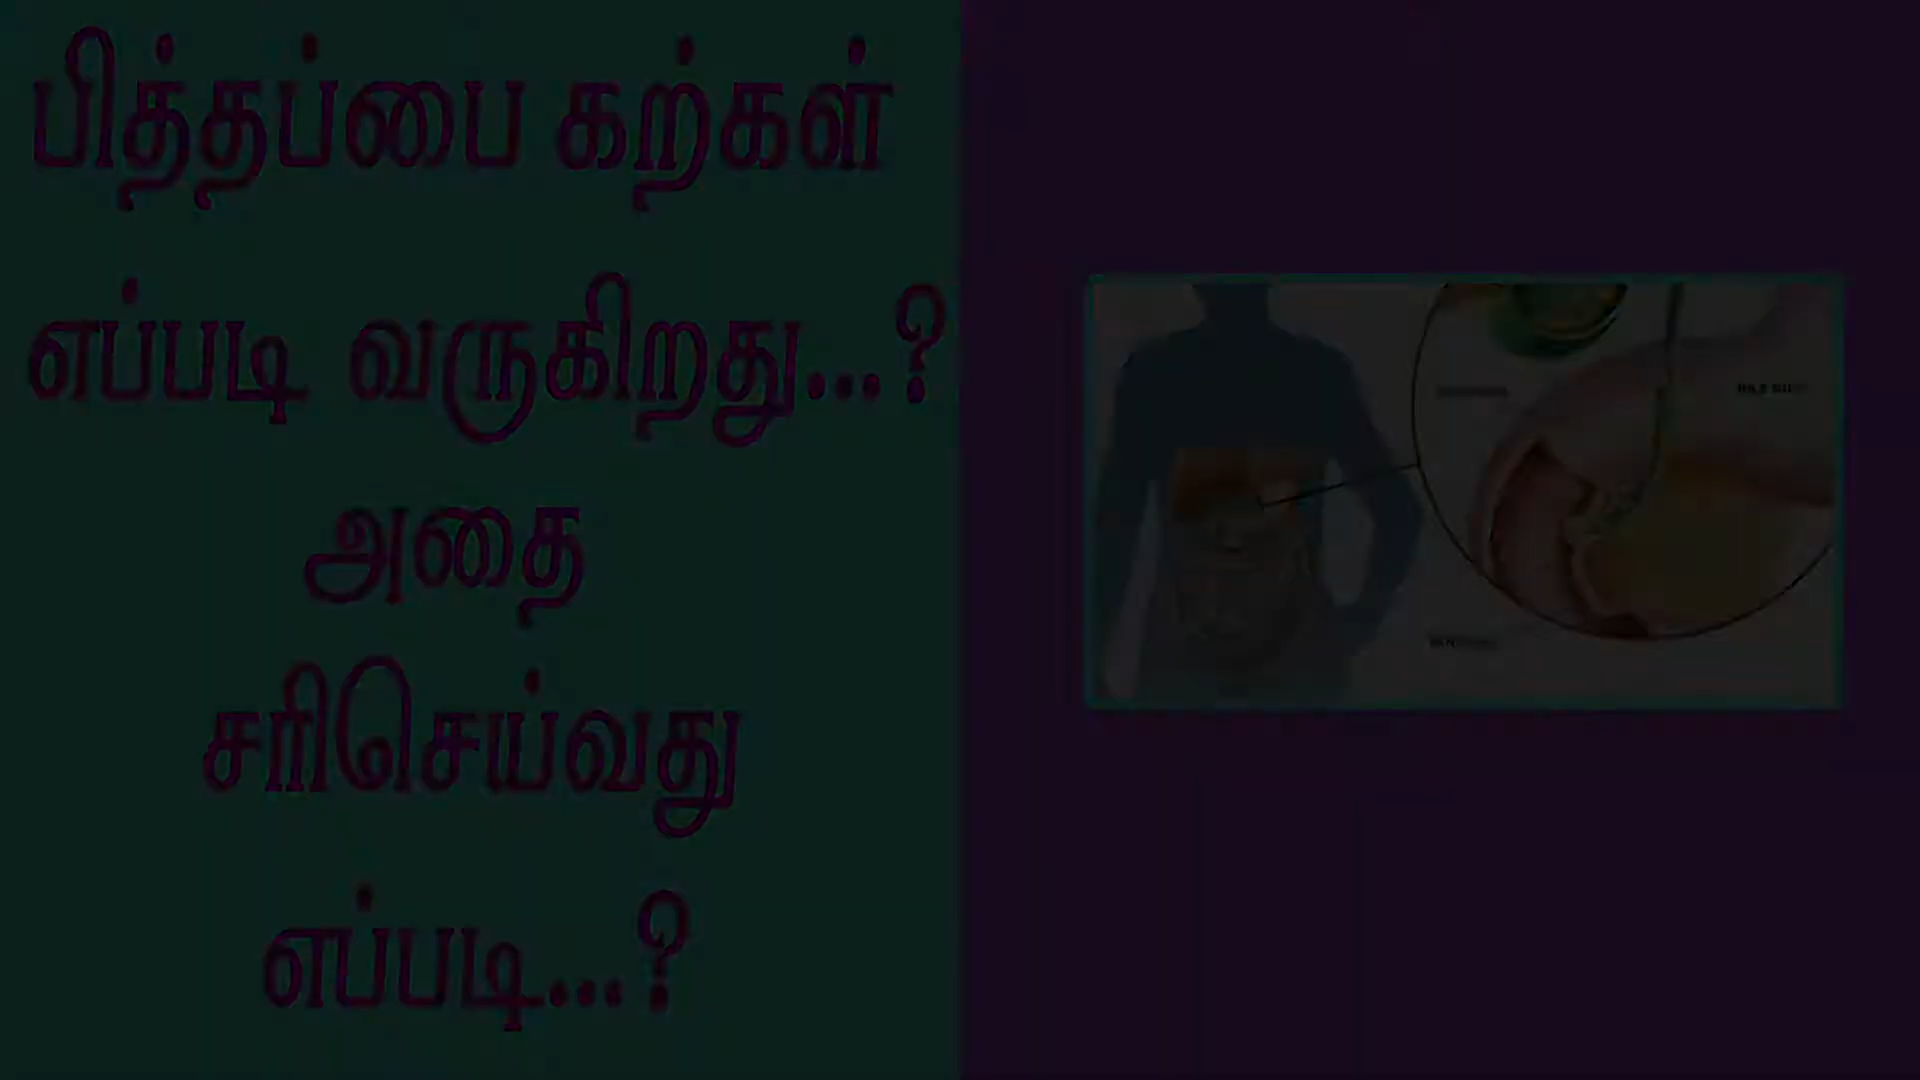 பித்தப்பை கற்கள்
எப்படி வருகிறது...?
அதை
சரிசெய்வது
எப்படி...?